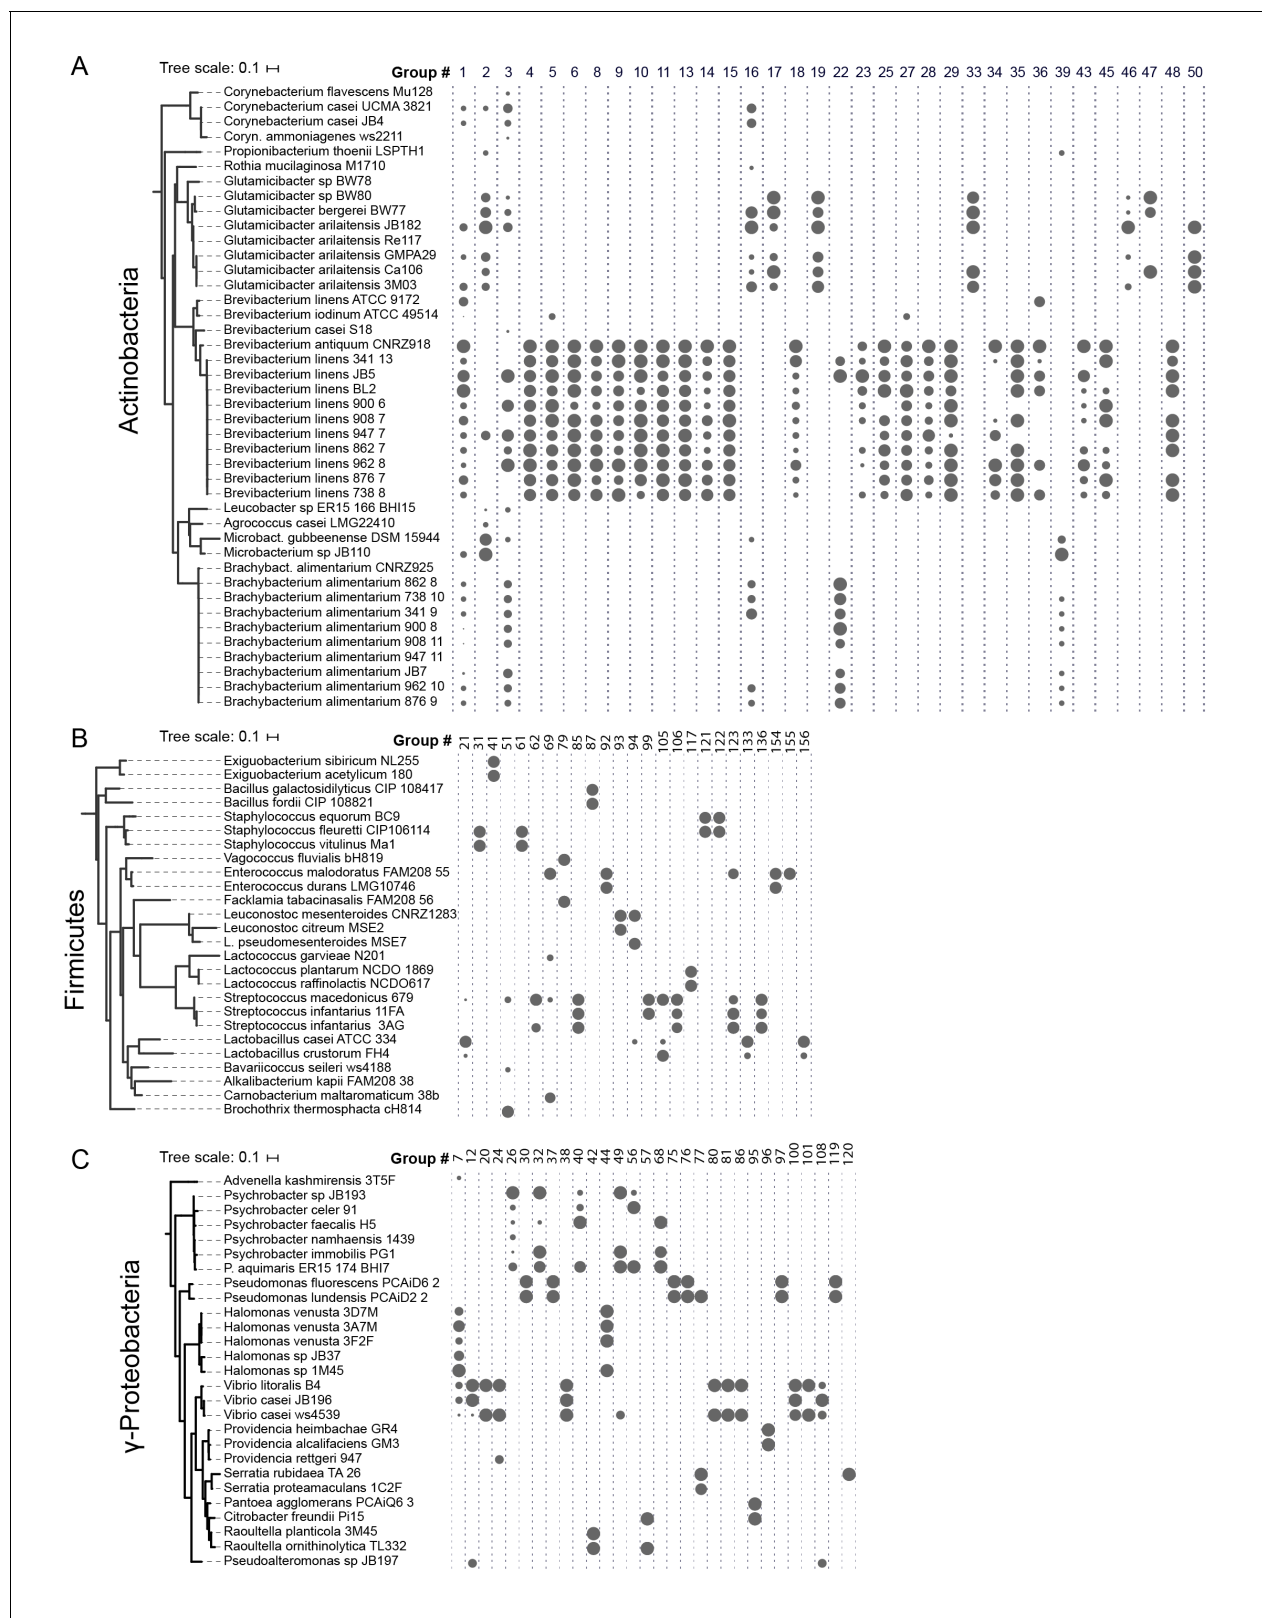 A
Tree scale: 0.1
Group # 1 2 3 4 5 6 8 9 10 11 13 14 15 16 17 18 19 22 23 25 27 28 29 33 34 35 36 39 43 45 46 47 48 50
Actinobacteria
Corynebacterium flavescens Mu128
Corynebacterium casei UCMA 3821
Corynebacterium casei JB4
Coryn. ammoniagenes ws2211
Propionibacterium thoenii LSPTH1
Rothia mucilaginosa M1710
Glutamicibacter sp BW78
Glutamicibacter sp BW80
Glutamicibacter bergerei BW77
Glutamicibacter arilaitensis JB182
Glutamicibacter arilaitensis Re117
Glutamicibacter arilaitensis GMPA29
Glutamicibacter arilaitensis Ca106
Glutamicibacter arilaitensis 3M03
Brevibacterium linens ATCC 9172
Brevibacterium iodinum ATCC 49514
Brevibacterium casei S18
Brevibacterium antiquum CNRZ918
Brevibacterium linens 341 13
Brevibacterium linens JB5
Brevibacterium linens BL2
Brevibacterium linens 900 6
Brevibacterium linens 908 7
Brevibacterium linens 947 7
Brevibacterium linens 862 7
Brevibacterium linens 962 8
Brevibacterium linens 876 7
Brevibacterium linens 738 8
Leucobacter sp ER15 166 BHI15
Agrococcus casei LMG22410
Microbact. gubbeenense DSM 15944
Microbacterium sp JB110
Brachybact. alimentarium CNRZ925
Brachybacterium alimentarium 862 8
Brachybacterium alimentarium 738 10
Brachybacterium alimentarium 341 9
Brachybacterium alimentarium 900 8
Brachybacterium alimentarium 908 11
Brachybacterium alimentarium 947 11
Brachybacterium alimentarium JB7
Brachybacterium alimentarium 962 10
Brachybacterium alimentarium 876 9
B
Tree scale: 0.1
Group # 21 31 41 51 61 62 69 79 85 87 92 93 94 99 105 106 117 121 122 123 133 136 154 155 156
Firmicutes
Exiguobacterium sibiricum NL255
Exiguobacterium acetylicum 180
Bacillus galactosidilyticus CIP 108417
Bacillus fordii CIP 108821
Staphylococcus equorum BC9
Staphylococcus fleuretti CIP106114
Staphylococcus vitulinus Ma1
Vagococcus fluvialis bH819
Enterococcus malodoratus FAM208 55
Enterococcus durans LMG10746
Facklamia tabacinasalis FAM208 56
Leuconostoc mesenteroides CNRZ1283
Leuconostoc citreum MSE2
L. pseudomesenteroides MSE7
Lactococcus garvieae N201
Lactococcus plantarum NCDO 1869
Lactococcus raffinolactis NCDO617
Streptococcus macedonicus 679
Streptococcus infantarius 11FA
Streptococcus infantarius 3AG
Lactobacillus casei ATCC 334
Lactobacillus crustorum FH4
Bavariicoccus seileri ws4188
Alkalibacterium kapii FAM208 38
Carnobacterium maltaromaticum 38b
Brochothrix thermosphacta cH814
C
Tree scale: 0.1
Group # 7 12 20 24 26 30 32 37 38 40 42 44 49 56 68 75 76 77 80 81 86 95 96 97 100 101 108 119 120
γ-Proteobacteria
Advenella kashmirensis 3T5F
Psychrobacter sp JB193
Psychrobacter celer 91
Psychrobacter faecalis H5
Psychrobacter namhaensis 1439
Psychrobacter immobilis PG1
P. aquimaris ER15 174 BHI7
Pseudomonas fluorescens PCAiD6 2
Pseudomonas lundensis PCAiD2 2
Halomonas venusta 3D7M
Halomonas venusta 3A7M
Halomonas venusta 3F2F
Halomonas sp JB37
Halomonas sp 1M45
Vibrio litoralis B4
Vibrio casei JB196
Vibrio casei ws4539
Providencia heimbachae GR4
Providencia alcalifaciens GM3
Providencia rettgeri 947
Serratia rubidaea TA 26
Serratia proteamaculans 1C2F
Pantoea agglomerans PCAiQ6 3
Citrobacter freundii Pi15
Raoultella planticola 3M45
Raoultella ornithinolytica TL332
Pseudoalteromonas sp JB197